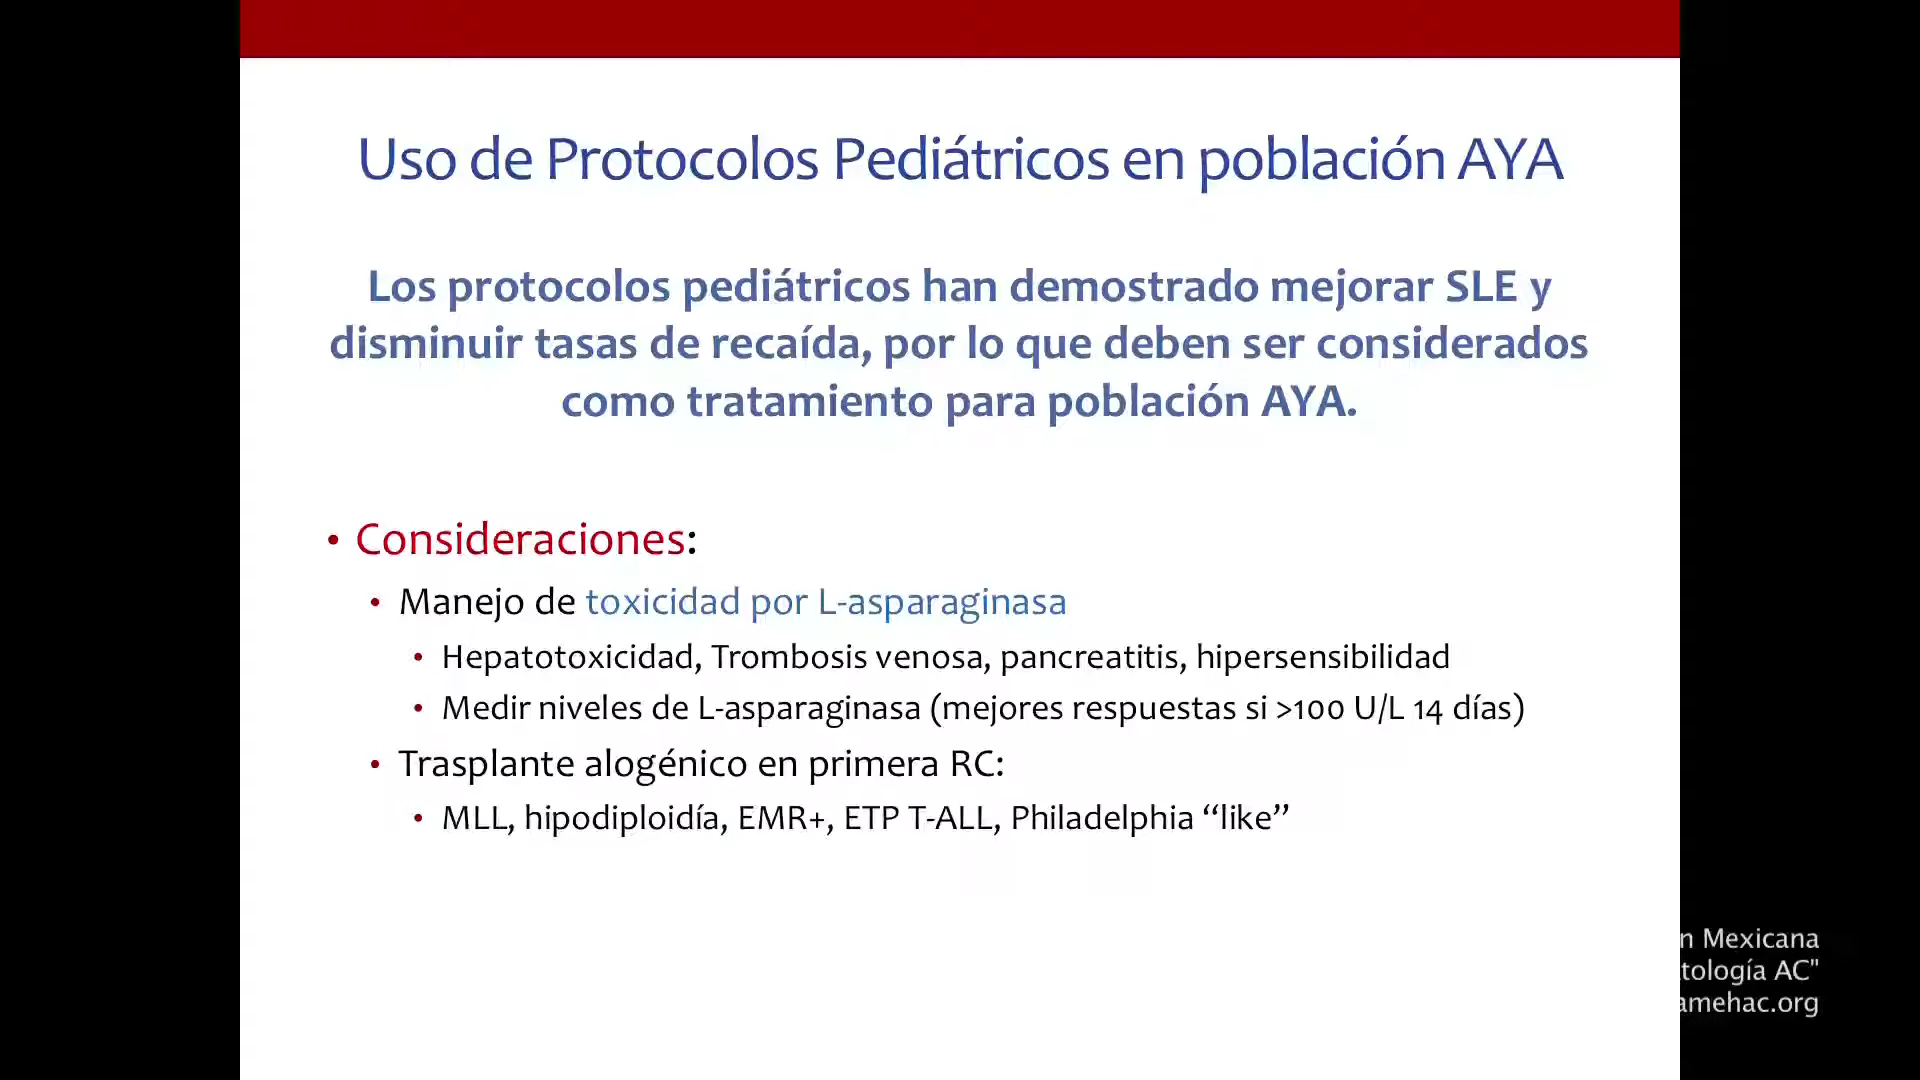 Uso de Protocolos Pediátricos en población AYA
Los protocolos pediátricos han demostrado mejorar SLE y
disminuir tasas de recaída, por lo que deben ser considerados
como tratamiento para población AYA.
• Consideraciones:
• Manejo de toxicidad por L-asparaginasa
• Hepatotoxicidad, Trombosis venosa, pancreatitis, hipersensibilidad
• Medir niveles de L-asparaginasa (mejores respuestas si >100 U/L 14 días)
• Trasplante alogénico en primera RC:
• MLL, hipodiploidía, EMR+, ETP T-ALL, Philadelphia “like”
n Mexicana
tología AC"
amehac.org